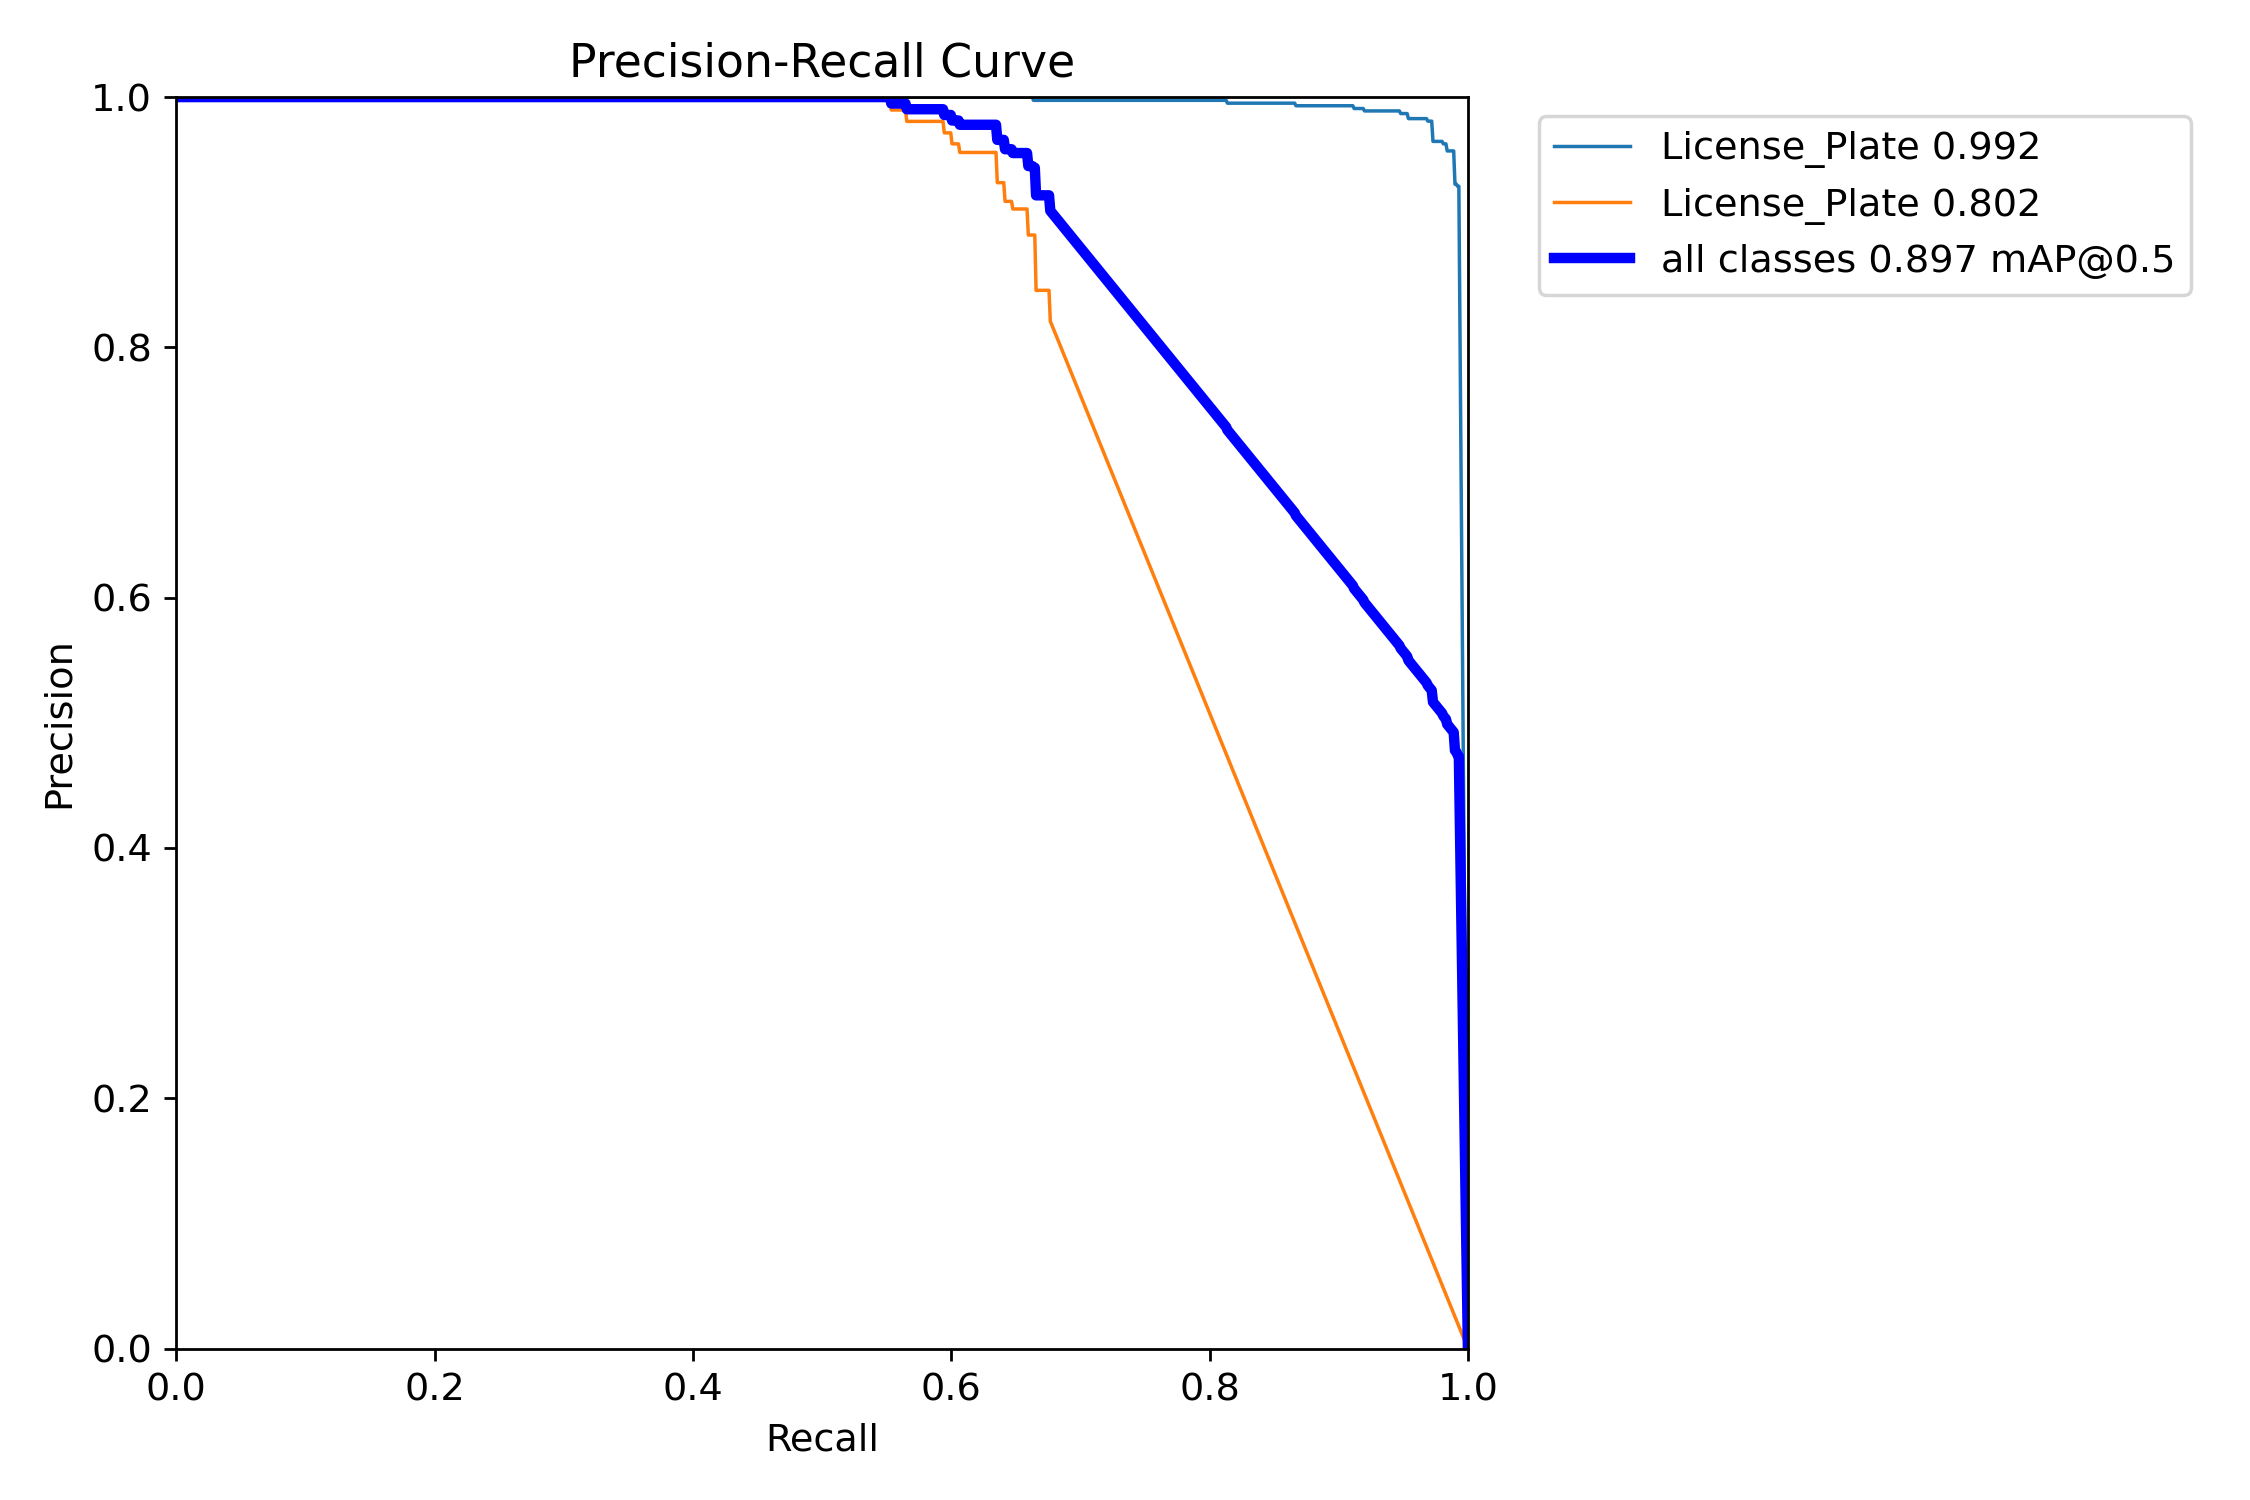 Precision-Recall Curve
1.0
0.8
0.6
0.4
0.2
0.0
Precision
0.0 0.2 0.4 0.6 0.8 1.0
Recall
License_Plate 0.992
License_Plate 0.802
all classes 0.897 mAP@0.5